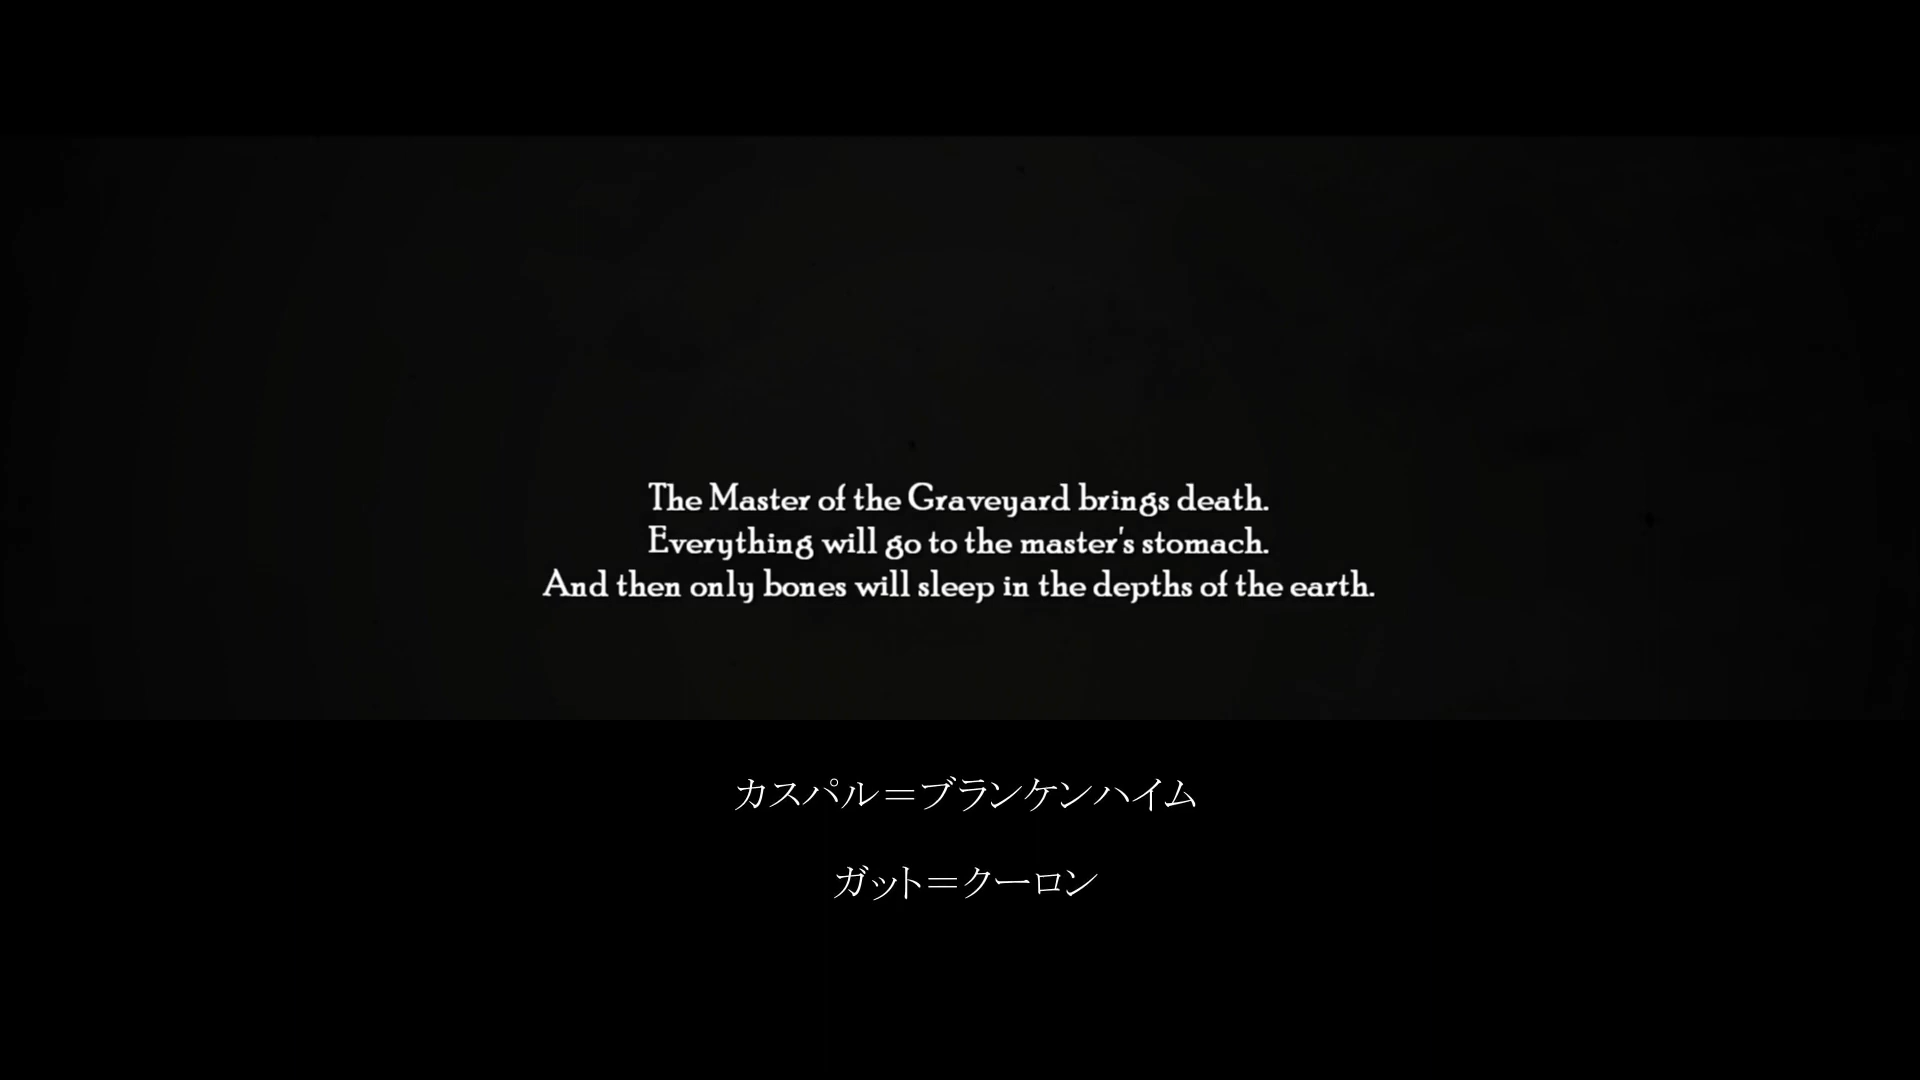 The Master of the Graveyard brings death.
Everything will go to the master's stomach.
And then only bones will sleep in the depths of the earth.
カスパル＝ブランケンハイム
ガット＝クーロン